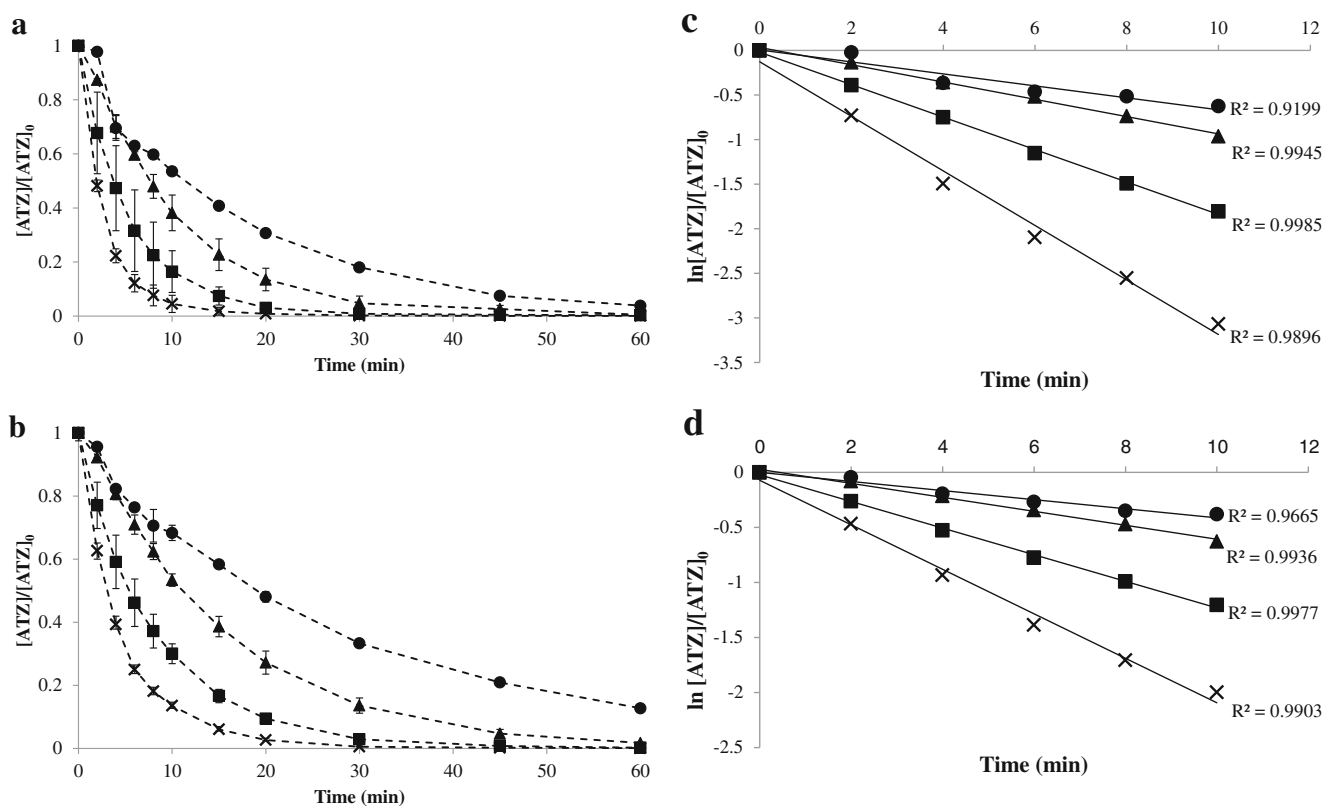 a
[ATZ]/[ATZ]₀
1
0.8
0.6
0.4
0.2
0
0 10 20 30 40 50 60
Time (min)
b
[ATZ]/[ATZ]₀
1
0.8
0.6
0.4
0.2
0
0 10 20 30 40 50 60
Time (min)
c
0 2 4 6 8 10 12
ln[ATZ]/[ATZ]₀
0
-0.5
-1
-1.5
-2
-2.5
-3
-3.5
R² = 0.9199
R² = 0.9945
R² = 0.9985
R² = 0.9896
Time (min)
d
0 2 4 6 8 10 12
ln [ATZ]/[ATZ]₀
0
-0.5
-1
-1.5
-2
-2.5
R² = 0.9665
R² = 0.9936
R² = 0.9977
R² = 0.9903
Time (min)